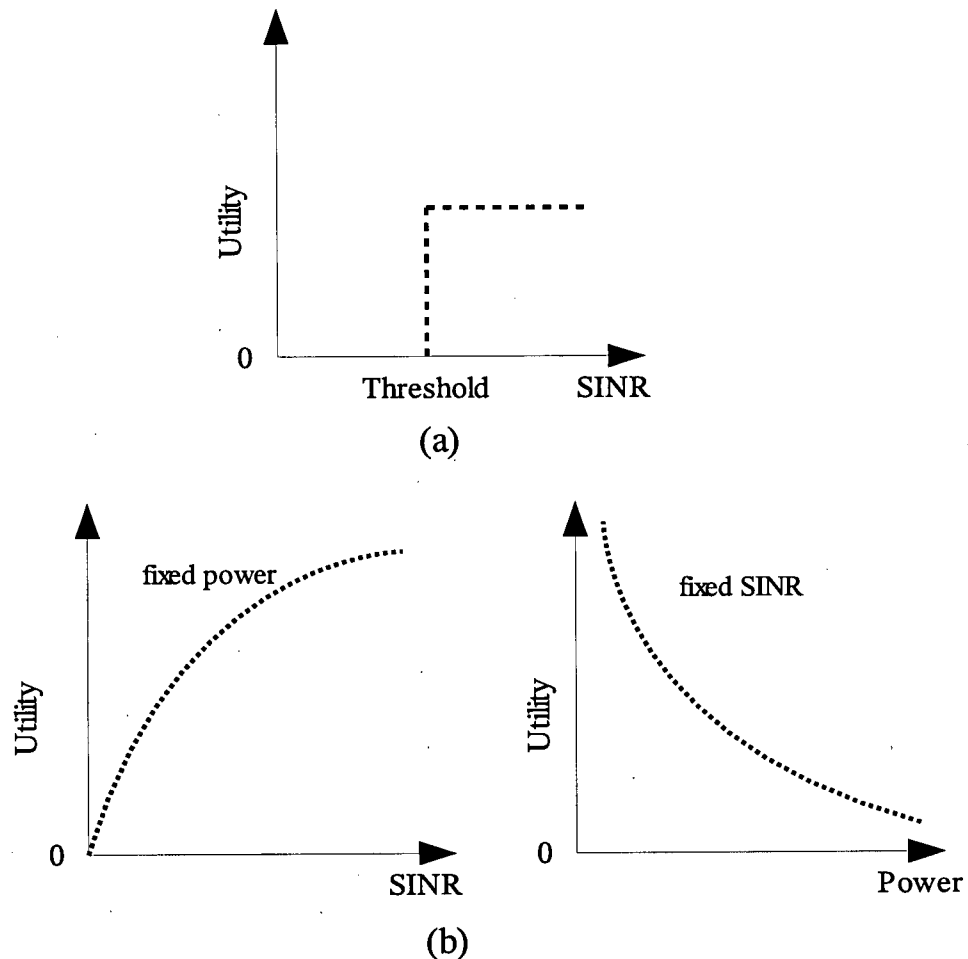 Utility
0
Threshold
SINR
(a)
fixed power
Utility
0
SINR
fixed SINR
Utility
0
Power
(b)